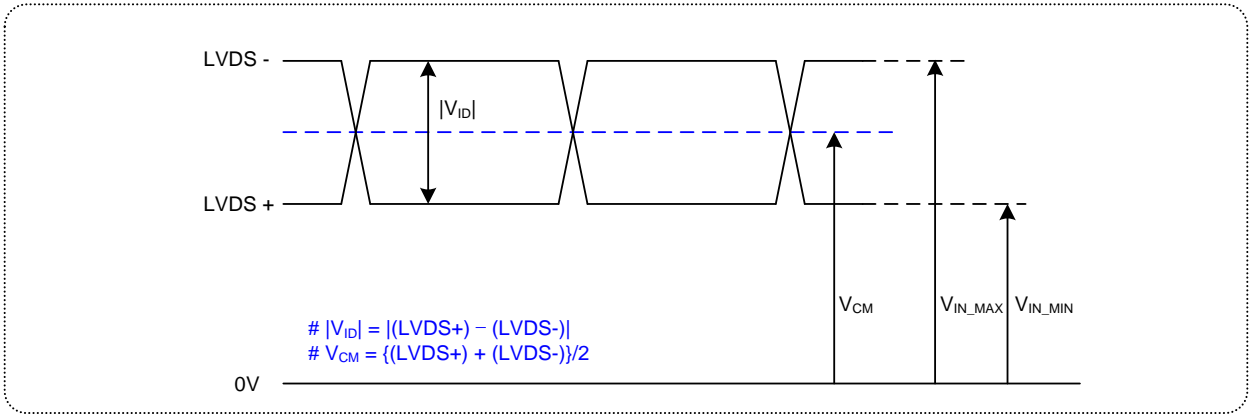 LVDS -
|VID|
LVDS +
VCM
VIN_MAX
VIN_MIN
# |VID| = |(LVDS+) – (LVDS-)|
# VCM = {(LVDS+) + (LVDS-)}/2
0V